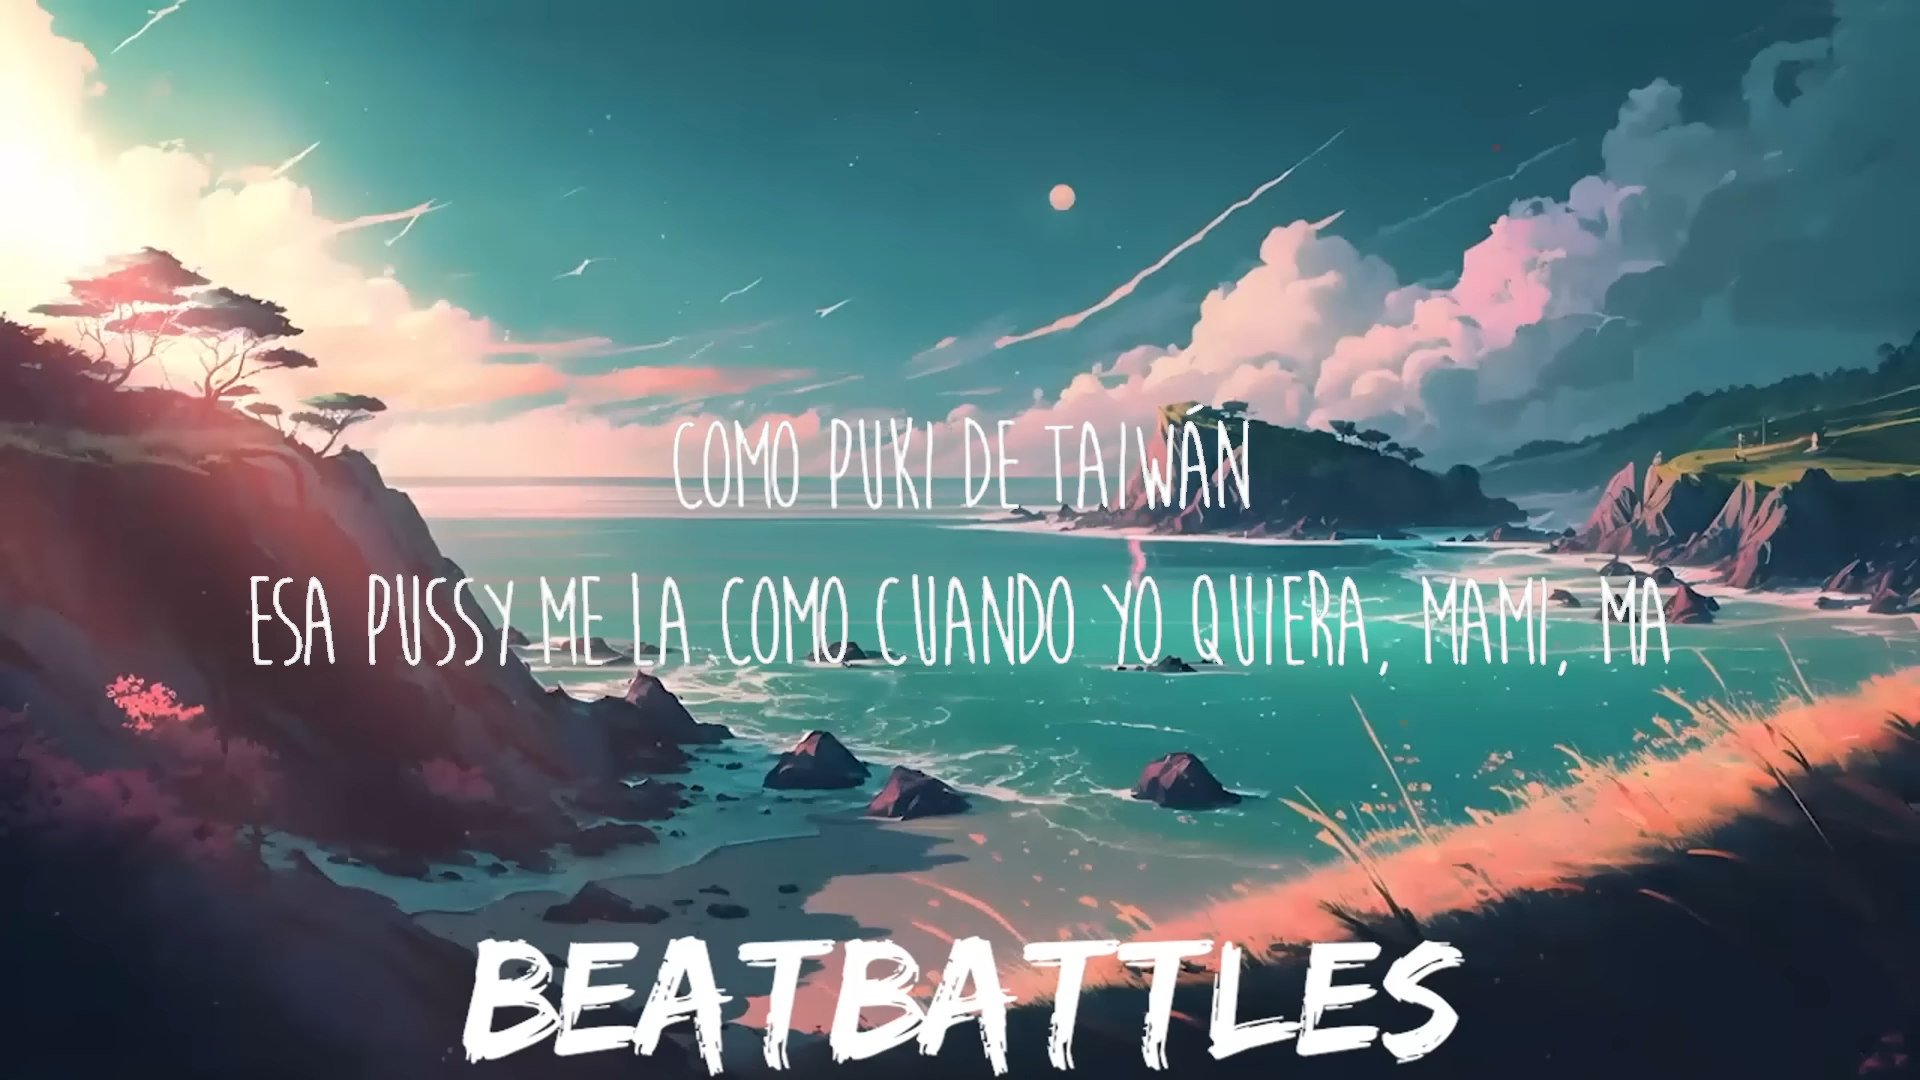 COMO PUKI DE TAIWÁN
ESA PUSSY ME LA COMO CUANDO YO QUIERA, MAMI, MA
BEATBATTLES